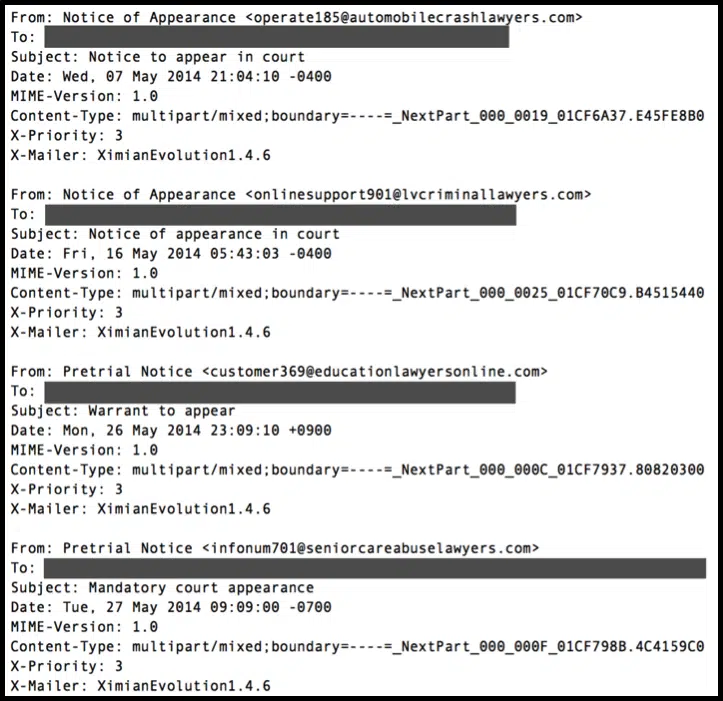 From: Notice of Appearance <operate185@automobilecrashlawyers.com>
To:
Subject: Notice to appear in court
Date: Wed, 07 May 2014 21:04:10 -0400
MIME-Version: 1.0
Content-Type: multipart/mixed;boundary=----=_NextPart_000_0019_01CF6A37.E45FE8B0
X-Priority: 3
X-Mailer: XimianEvolution1.4.6
From: Notice of Appearance <onlinesupport901@lvcriminallawyers.com>
To:
Subject: Notice of appearance in court
Date: Fri, 16 May 2014 05:43:03 -0400
MIME-Version: 1.0
Content-Type: multipart/mixed;boundary=----=_NextPart_000_0025_01CF70C9.B4515440
X-Priority: 3
X-Mailer: XimianEvolution1.4.6
From: Pretrial Notice <customer369@educationlawyersonline.com>
To:
Subject: Warrant to appear
Date: Mon, 26 May 2014 23:09:10 +0900
MIME-Version: 1.0
Content-Type: multipart/mixed;boundary=----=_NextPart_000_000C_01CF7937.80820300
X-Priority: 3
X-Mailer: XimianEvolution1.4.6
From: Pretrial Notice <infonum701@seniorcareabuselawyers.com>
To:
Subject: Mandatory court appearance
Date: Tue, 27 May 2014 09:09:00 -0700
MIME-Version: 1.0
Content-Type: multipart/mixed;boundary=----=_NextPart_000_000F_01CF798B.4C4159C0
X-Priority: 3
X-Mailer: XimianEvolution1.4.6